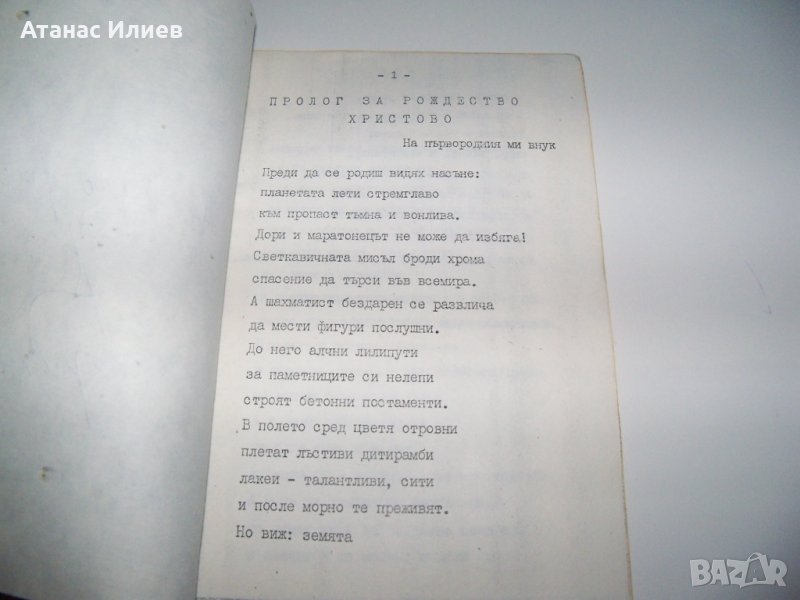 Атанас Илиев
- 1 -
ПРОЛОГ ЗА РОЖДЕСТВО
ХРИСТОВО
На първородния ми внук
Преди да се родиш видях насъне:
планетата лети стремглаво
към пропаст тъмна и вонлива.
Дори и маратонецът не може да избяга!
Светкавичната мисъл броди хрома
спасение да търси във всемира.
А шахматист бездарен се развлича
да мести фигури послушни.
До него алчни лилипути
за паметниците си нелепи
строят бетонни постаменти.
В полето сред цветя отровни
плетат лъстиви дитирамби
лакеи - талантливи, сити
и после морно те преживят.
Но виж: земята
BAZAR